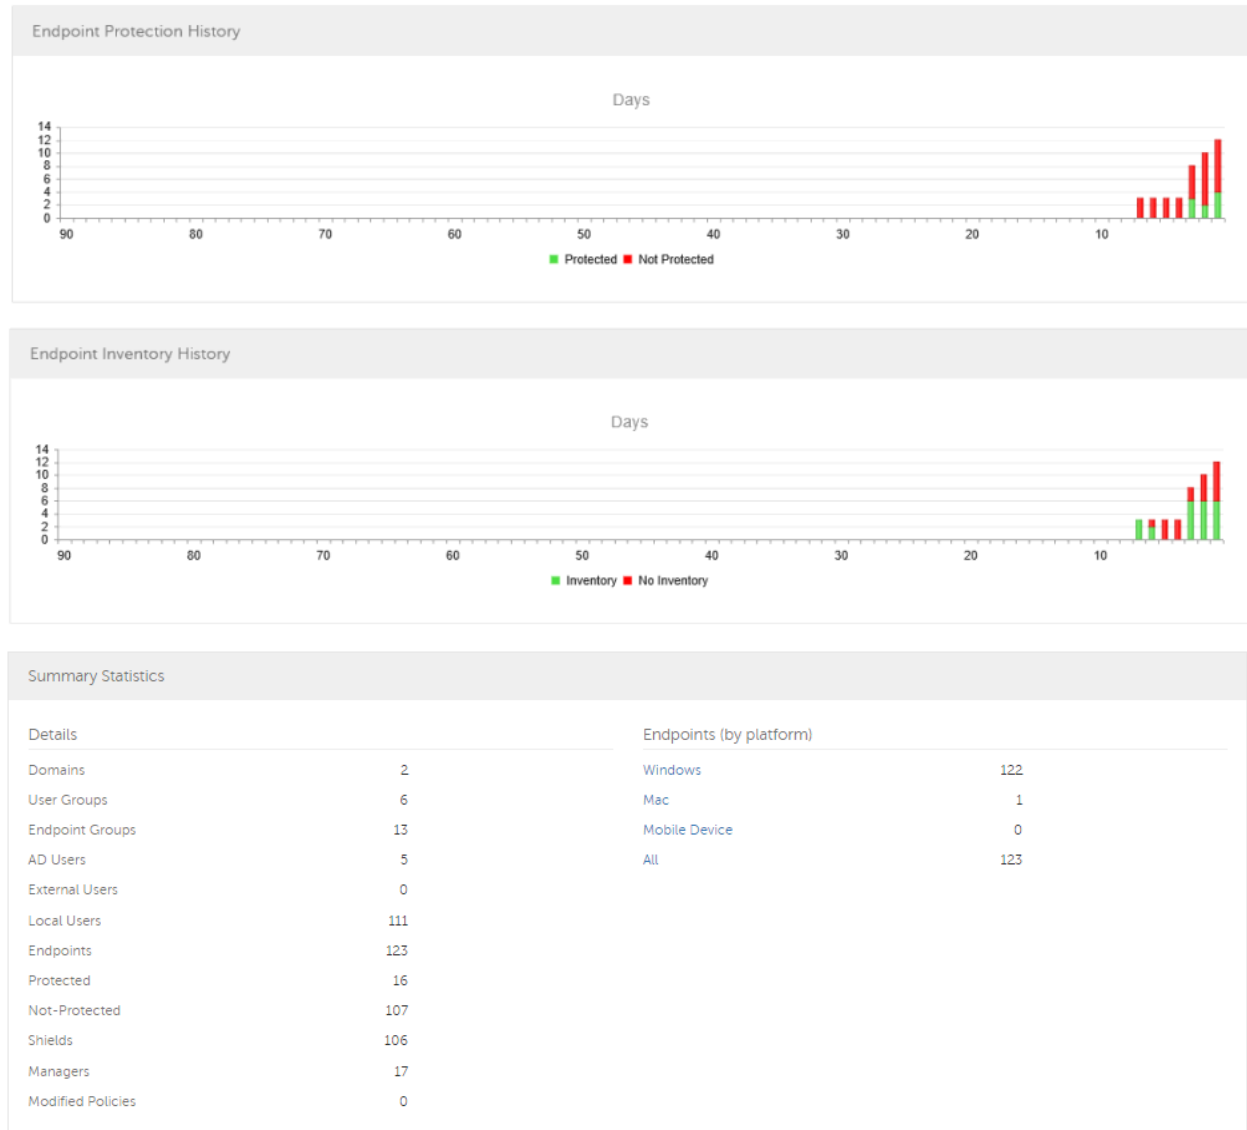 Endpoint Protection History
Days
14
12
10
8
6
4
2
0
90 80 70 60 50 40 30 20 10
Protected Not Protected
Endpoint Inventory History
Days
14
12
10
8
6
4
2
0
90 80 70 60 50 40 30 20 10
Inventory No Inventory
Summary Statistics
Details
Domains 2
User Groups 6
Endpoint Groups 13
AD Users 5
External Users 0
Local Users 111
Endpoints 123
Protected 16
Not-Protected 107
Shields 106
Managers 17
Modified Policies 0
Endpoints (by platform)
Windows 122
Mac 1
Mobile Device 0
All 123